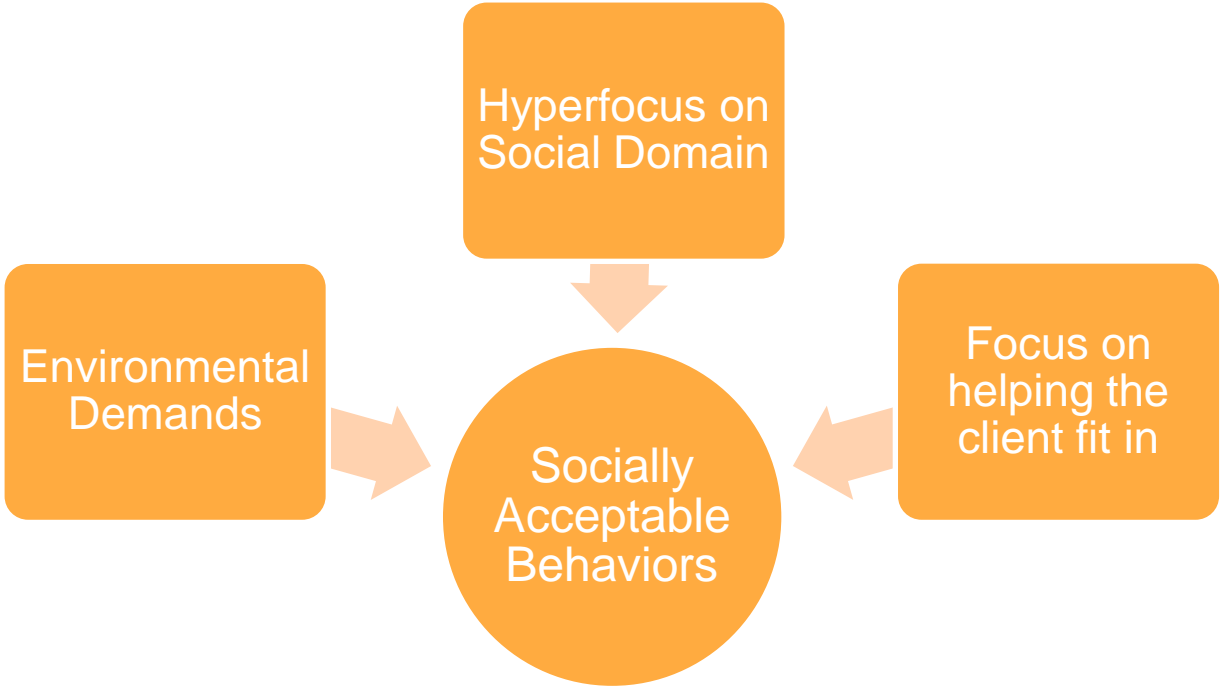 Hyperfocus on
Social Domain
Environmental
Demands
Focus on
helping the
client fit in
Socially
Acceptable
Behaviors